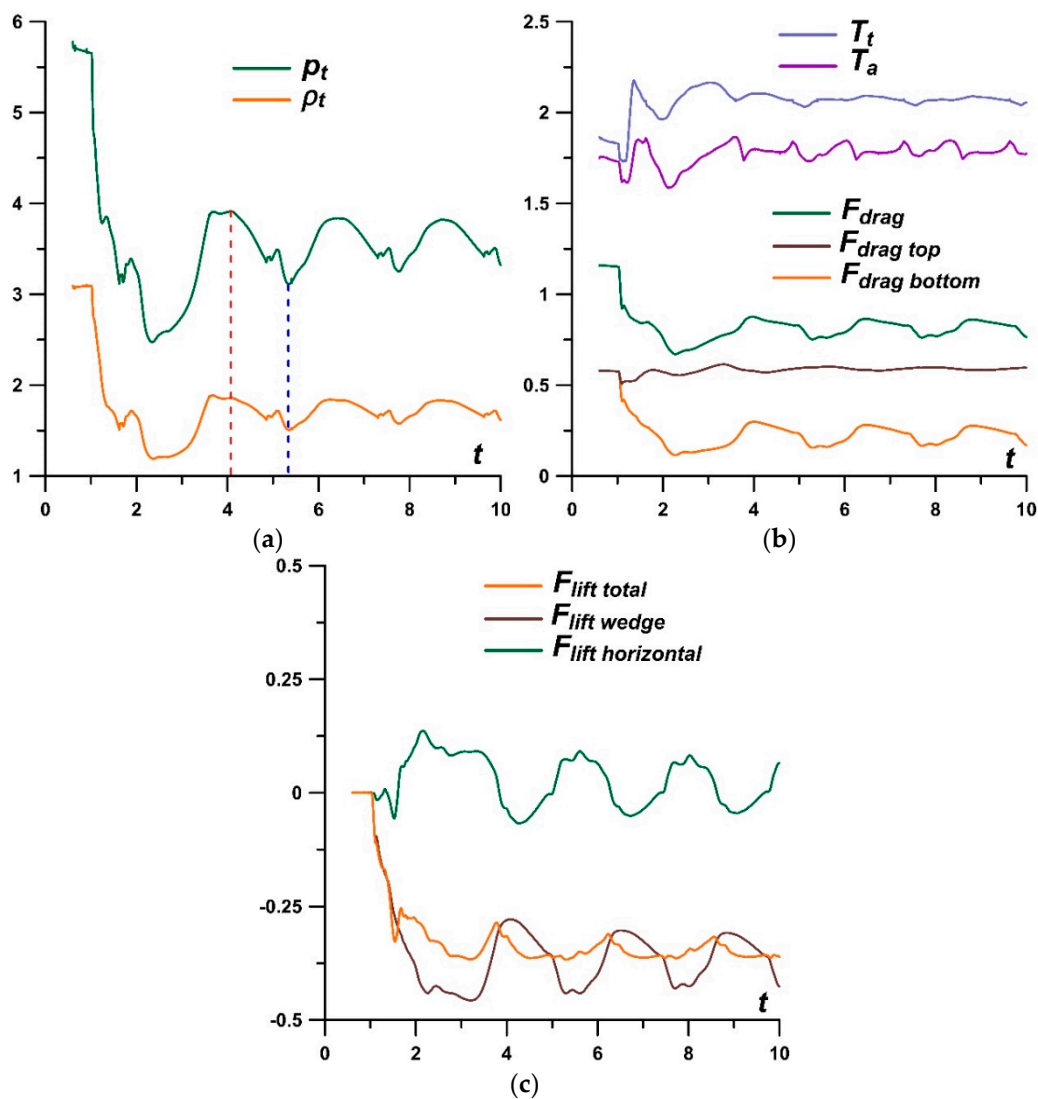 6
5
4
3
2
1
p_t
ρ_t
0 2 4 6 8 10
t
(a)
2.5
2
1.5
1
0.5
0
T_t
T_a
F_drag
F_drag top
F_drag bottom
0 2 4 6 8 10
t
(b)
0.5
0.25
0
-0.25
-0.5
F_lift total
F_lift wedge
F_lift horizontal
0 2 4 6 8 10
t
(c)